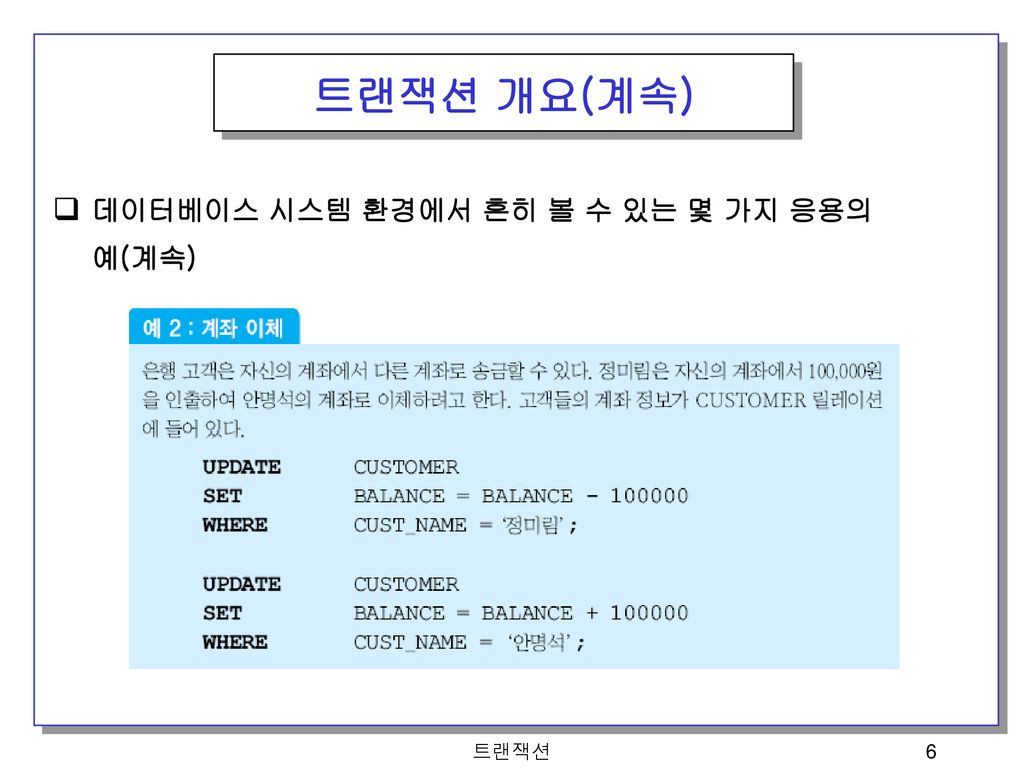 트랜잭션 개요(계속)
데이터베이스 시스템 환경에서 흔히 볼 수 있는 몇 가지 응용의
예(계속)
예 2 : 계좌 이체
은행 고객은 자신의 계좌에서 다른 계좌로 송금할 수 있다. 정미림은 자신의 계좌에서 100,000원
을 인출하여 안명석의 계좌로 이체하려고 한다. 고객들의 계좌 정보가 CUSTOMER 릴레이션
에 들어 있다.
UPDATE CUSTOMER
SET BALANCE = BALANCE - 100000
WHERE CUST_NAME = ‘정미림’;
UPDATE CUSTOMER
SET BALANCE = BALANCE + 100000
WHERE CUST_NAME = ‘안명석’;
트랜잭션 6